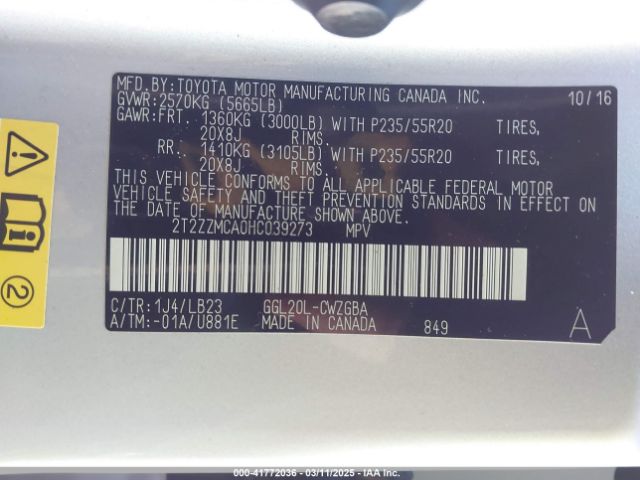 MFD.BY:TOYOTA MOTOR MANUFACTURING CANADA INC. 10/16
GVWR:2570KG (5665LB)
GAWR:FRT. 1360KG (3000LB) WITH P235/55R20 TIRES,
20X8J RIMS.
RR. 1410KG (3105LB) WITH P235/55R20 TIRES,
20X8J RIMS.
THIS VEHICLE CONFORMS TO ALL APPLICABLE FEDERAL MOTOR
VEHICLE SAFETY AND THEFT PREVENTION STANDARDS IN EFFECT ON
THE DATE OF MANUFACTURE SHOWN ABOVE.
2T2ZZMCA0HC039273 MPV
C/TR:1J4/LB23 GGL20L-CWZGBA
A/TM:-01A/U881E MADE IN CANADA 849 A
2
000-41772036 - 03/11/2025 - IAA Inc.